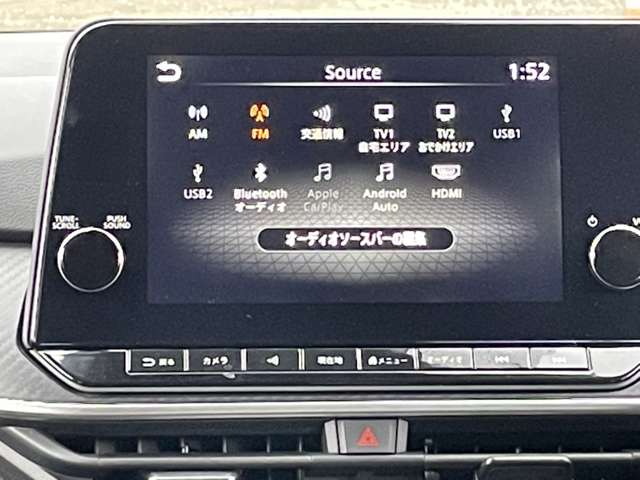 Source
1:52
AM
FM
交通情報
TV1
自宅エリア
TV2
おでかけエリア
USB1
USB2
Bluetooth
オーディオ
Apple
CarPlay
Android
Auto
HDMI
オーディオソースバーの編集
TUNE-
SCROLL
PUSH
SOUND
戻る
カメラ
現在地
メニュー
オーディオ